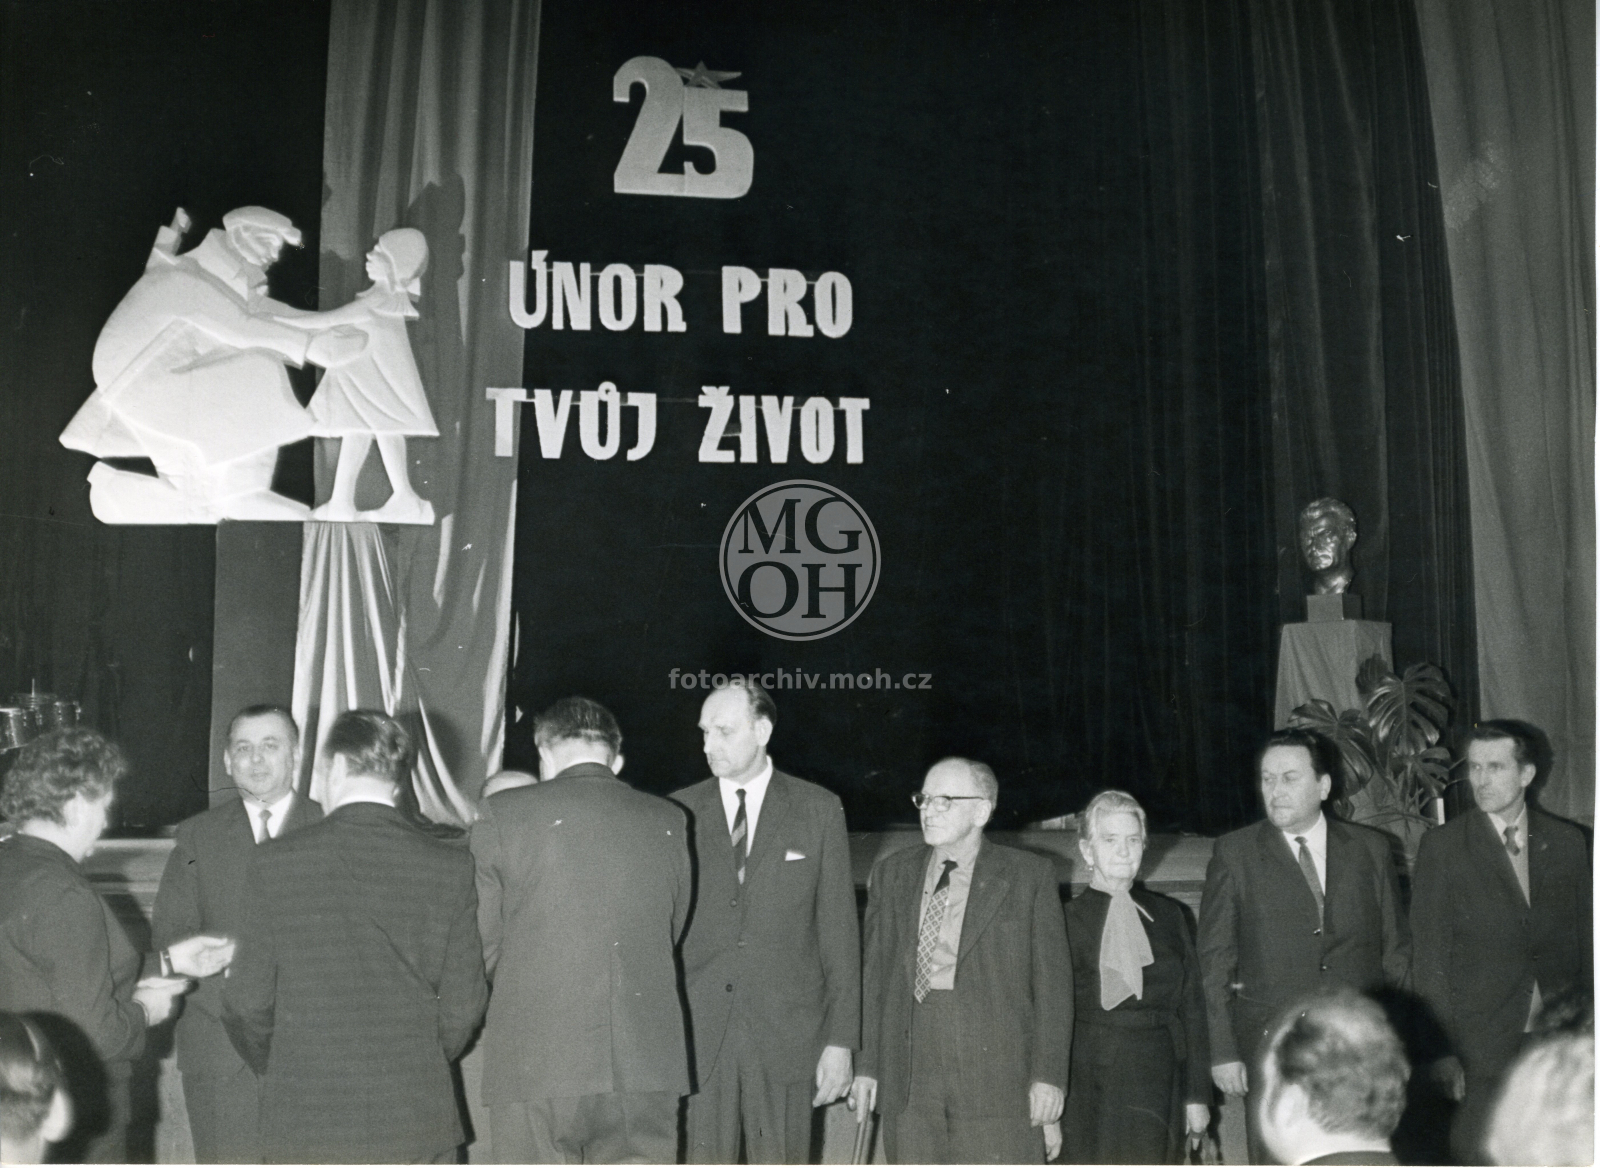 25
ÚNOR PRO
TVŮJ ŽIVOT
MG
OH
fotoarchiv.moh.cz